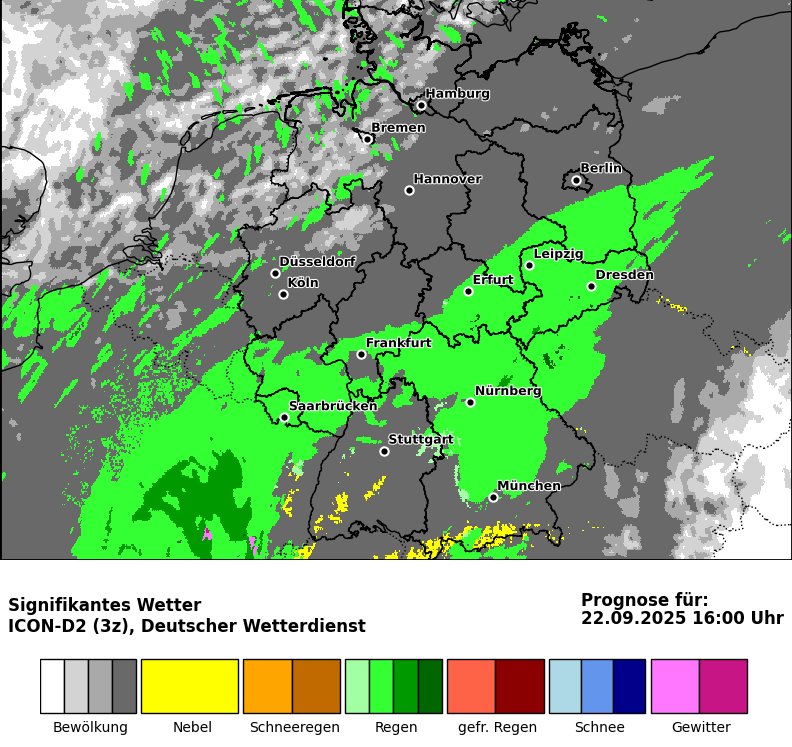 Hamburg
Bremen
Berlin
Hannover
Düsseldorf
Leipzig
Köln
Erfurt
Dresden
Frankfurt
Nürnberg
Saarbrücken
Stuttgart
München
Signifikantes Wetter
ICON-D2 (3z), Deutscher Wetterdienst
Prognose für:
22.09.2025 16:00 Uhr
Bewölkung Nebel Schneeregen Regen gefr. Regen Schnee Gewitter